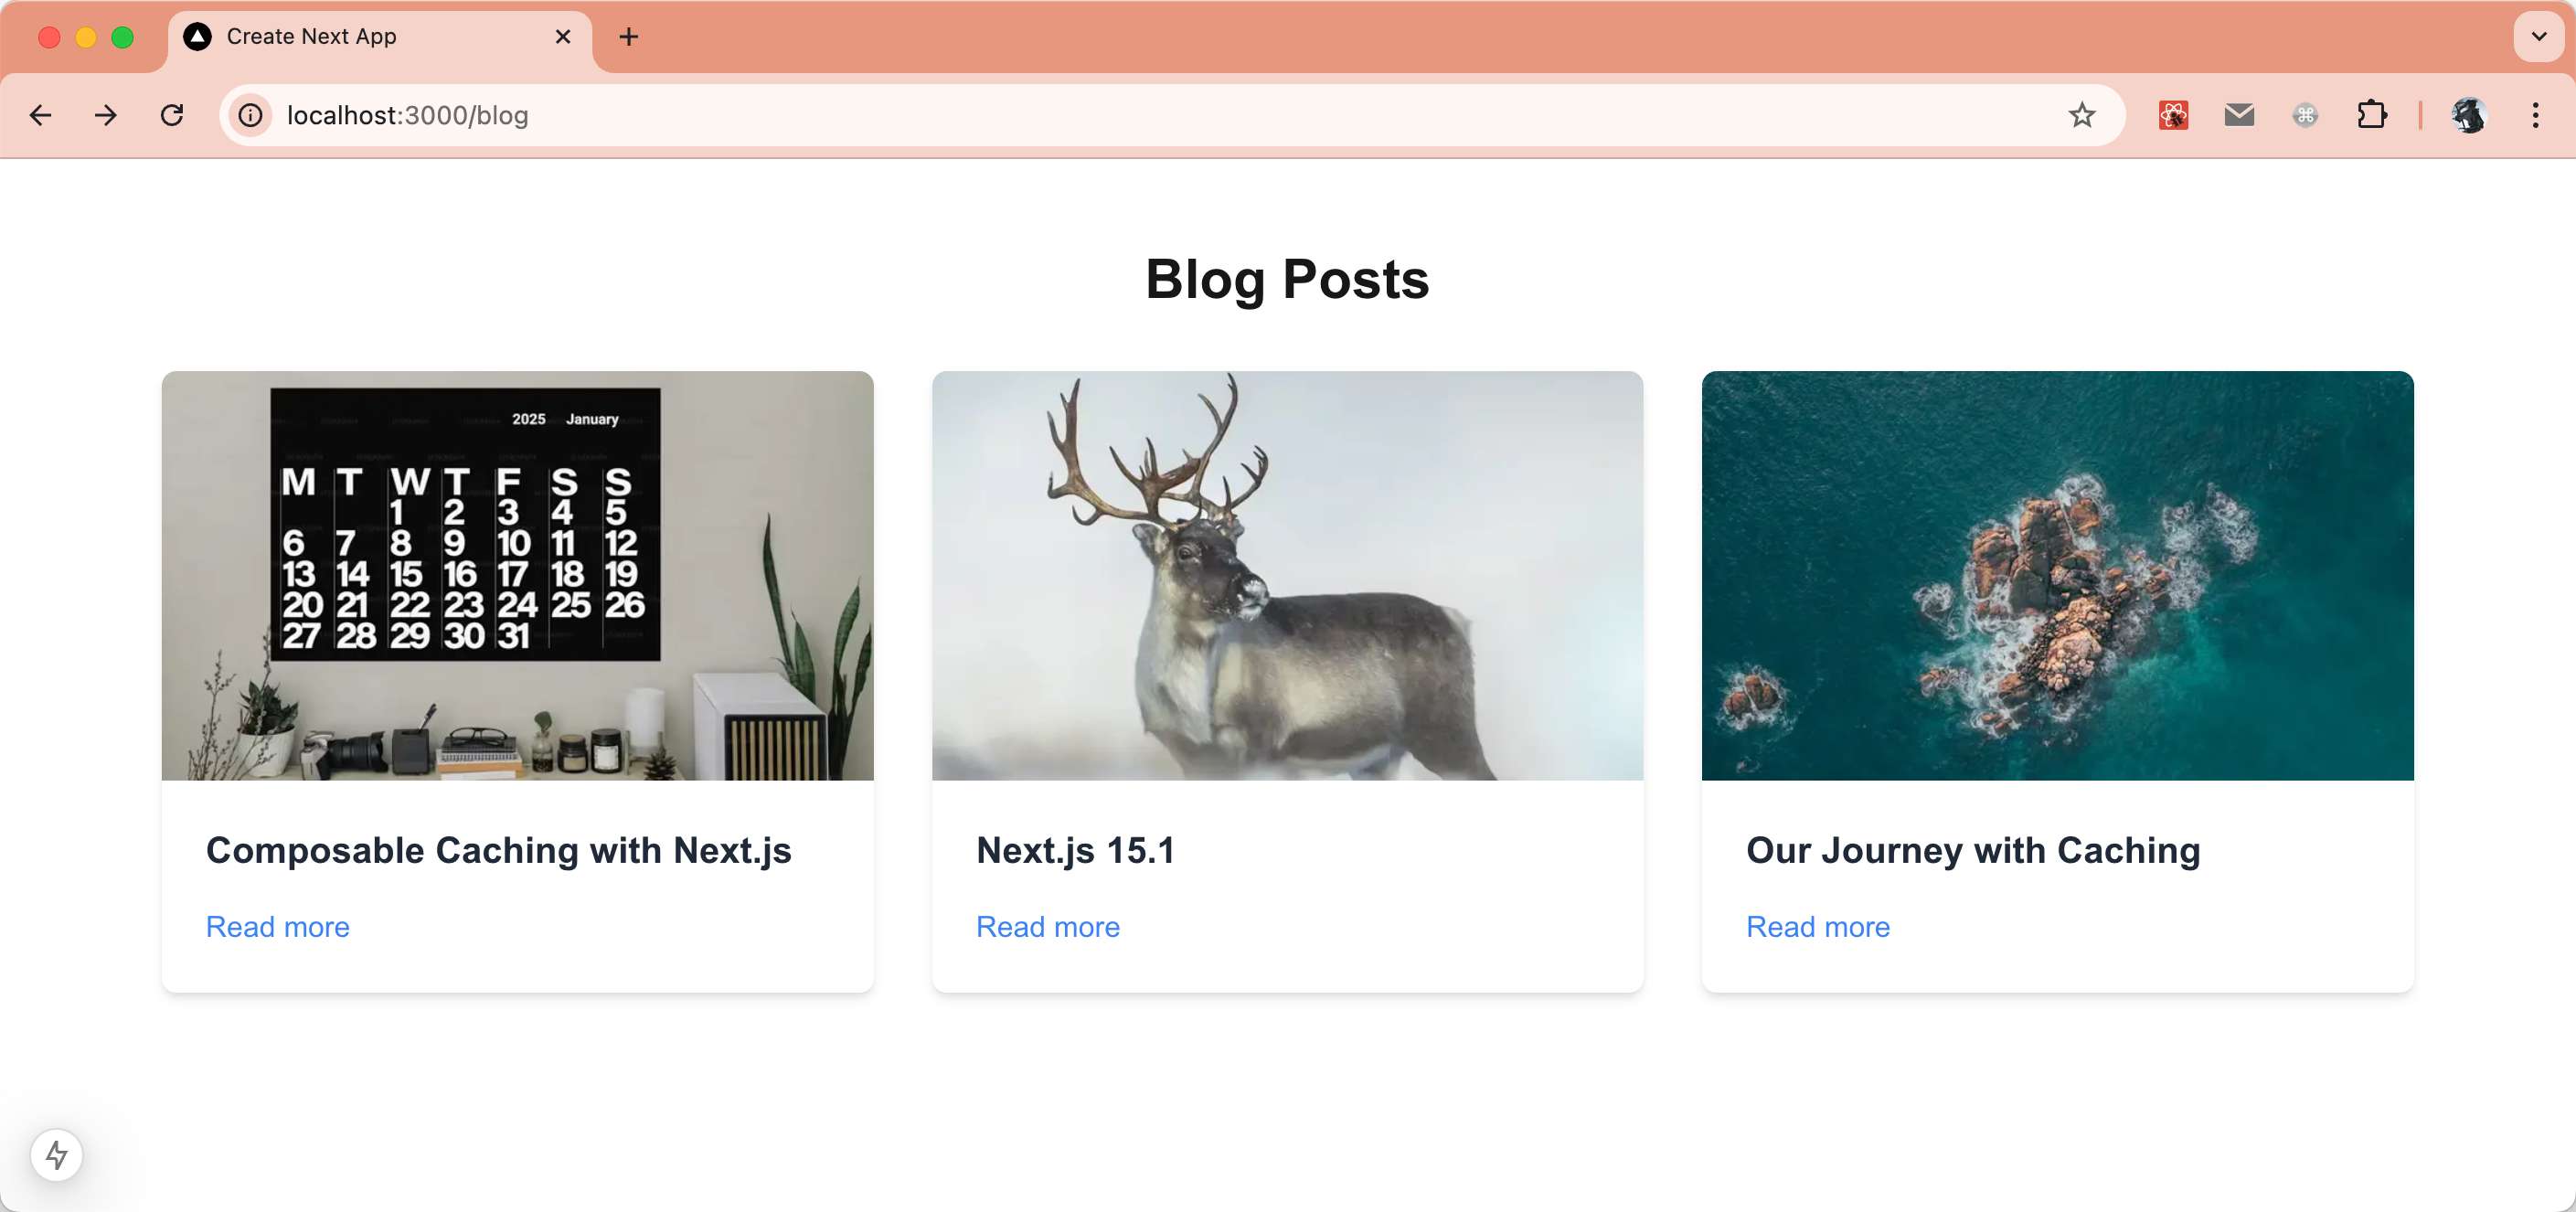 Create Next App
localhost:3000/blog
Blog Posts
2025 January
M T W T F S S
1 2 3 4 5
6 7 8 9 10 11 12
13 14 15 16 17 18 19
20 21 22 23 24 25 26
27 28 29 30 31
Composable Caching with Next.js
Read more
Next.js 15.1
Read more
Our Journey with Caching
Read more